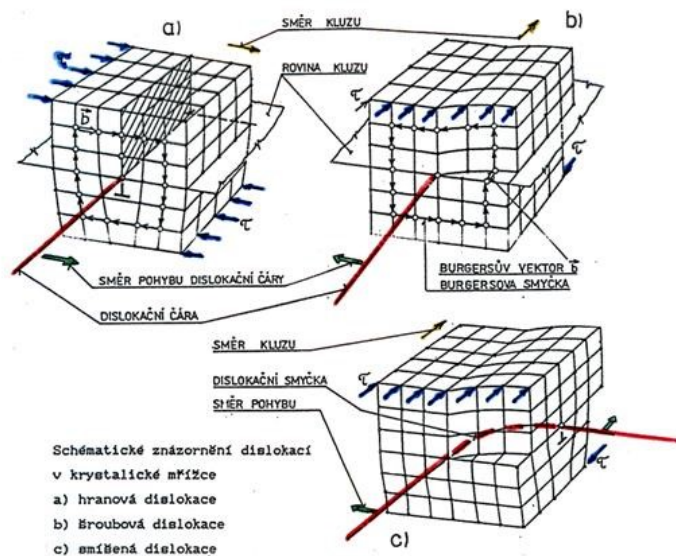 a)
SMĚR KLUZU
b)
ROVINA KLUZU
τ
b⃗
τ
τ
τ
SMĚR POHYBU DISLOKAČNÍ ČÁRY
DISLOKAČNÍ ČÁRA
BURGERSŮV VEKTOR b⃗
BURGERSOVA SMYČKA
SMĚR KLUZU
DISLOKAČNÍ SMYČKA
SMĚR POHYBU
τ
τ
c)
Schématické znázornění dislokací
v krystalické mřížce
a) hranová dislokace
b) šroubová dislokace
c) smíšená dislokace